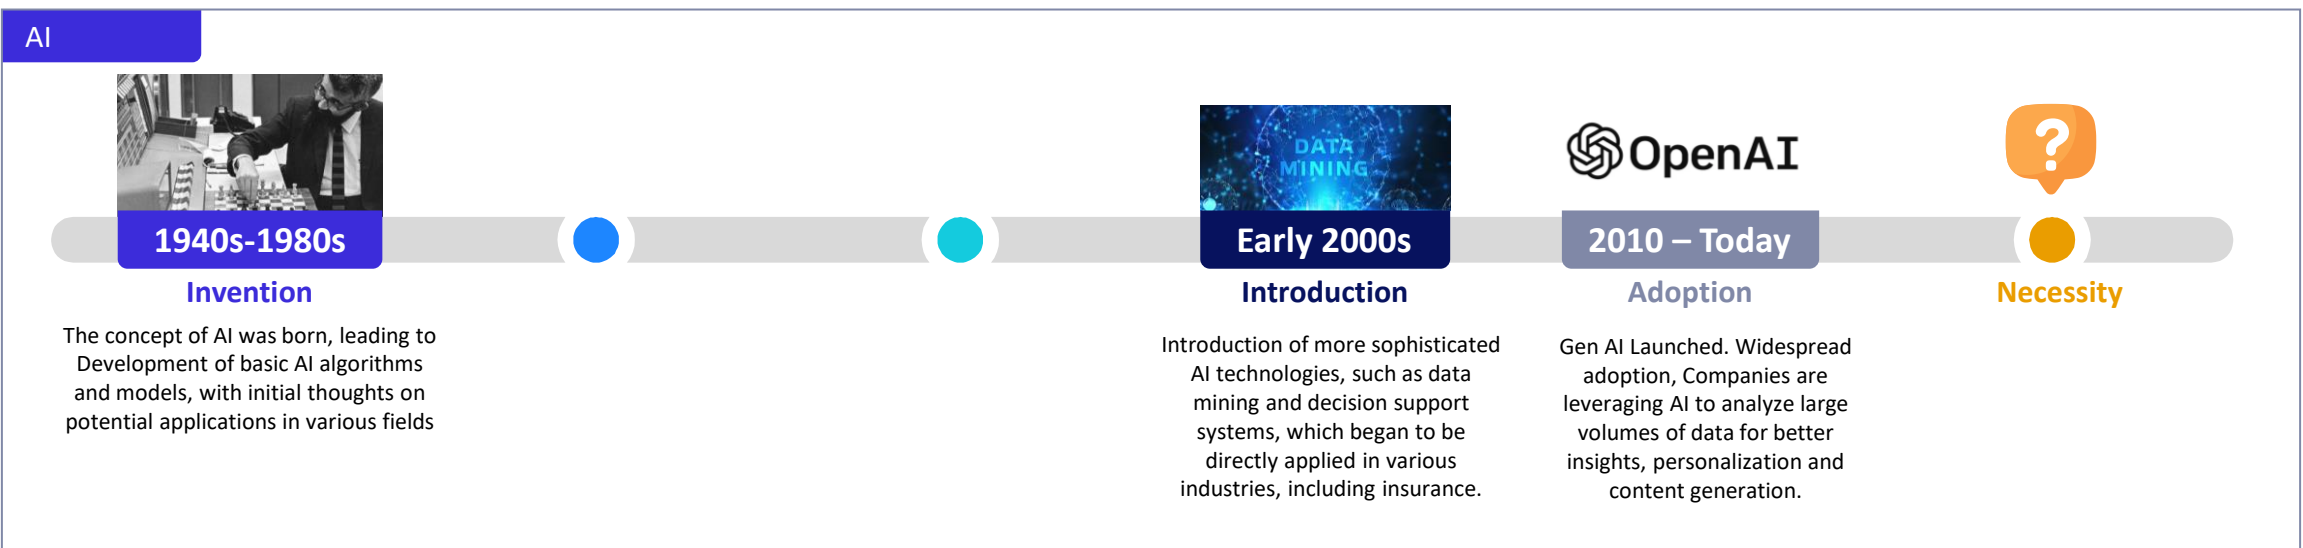 AI
DATA
MINING
OpenAI
?
1940s-1980s
Early 2000s
2010 – Today
Invention
The concept of AI was born, leading to
Development of basic AI algorithms
and models, with initial thoughts on
potential applications in various fields
Introduction
Introduction of more sophisticated
AI technologies, such as data
mining and decision support
systems, which began to be
directly applied in various
industries, including insurance.
Adoption
Gen AI Launched. Widespread
adoption, Companies are
leveraging AI to analyze large
volumes of data for better
insights, personalization and
content generation.
Necessity